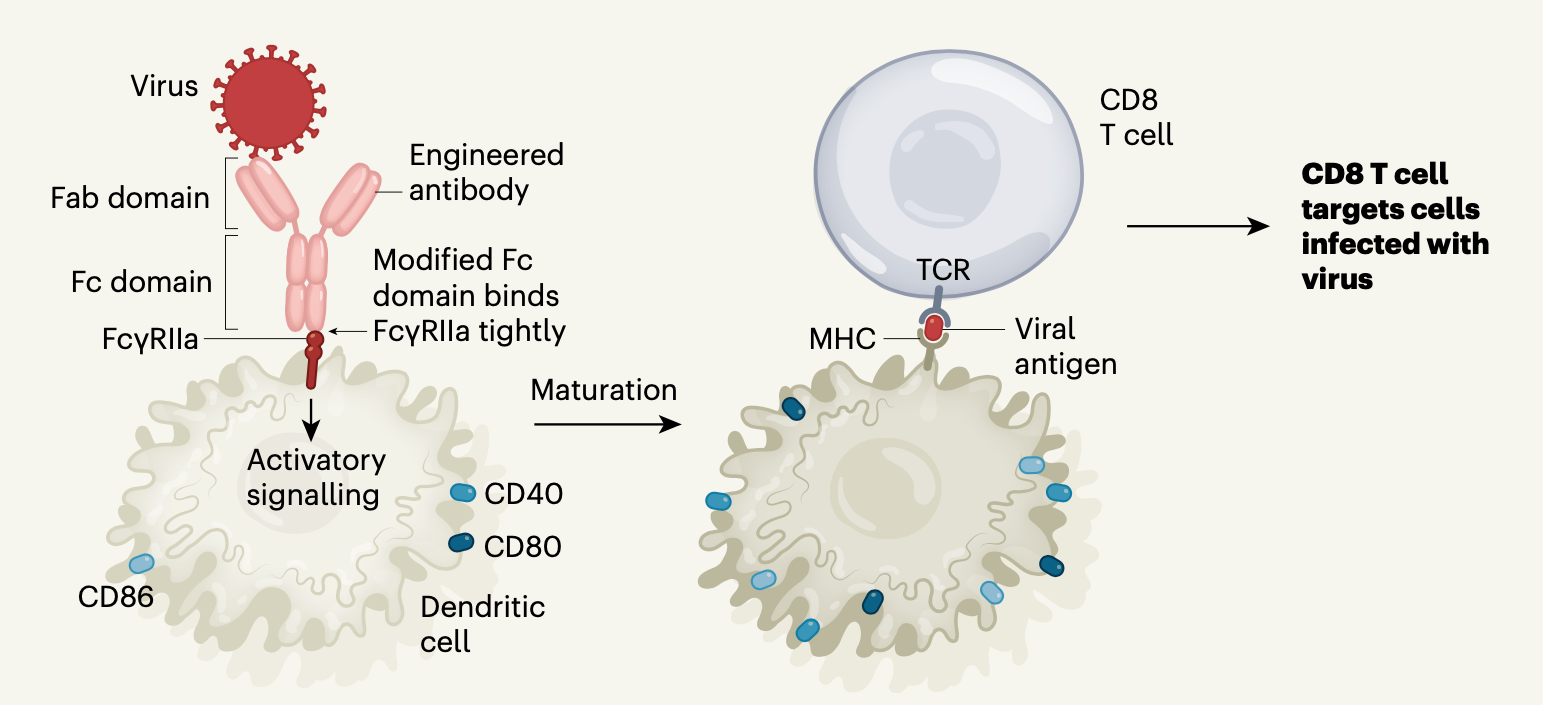 Virus
Fab domain
Engineered
antibody
Fc domain
Modified Fc
domain binds
FcγRIIa tightly
FcγRIIa
Activatory
signalling
CD40
CD80
CD86
Dendritic
cell
Maturation
CD8
T cell
TCR
MHC
Viral
antigen
CD8 T cell
targets cells
infected with
virus